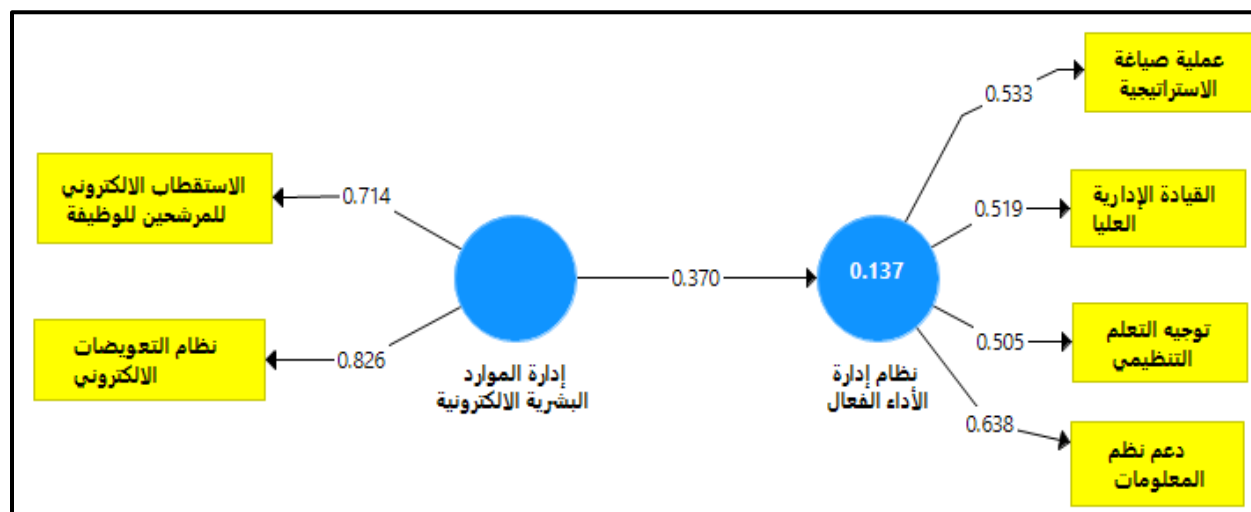 عملية صياغة
الاستراتيجية
0.533
الاستقطاب الالكتروني
للمرشحين للوظيفة
0.714
القيادة الإدارية
العليا
0.519
0.370
0.137
نظام التعويضات
الالكتروني
0.826
إدارة الموارد
البشرية الالكترونية
نظام إدارة
الأداء الفعال
توجيه التعلم
التنظيمي
0.505
دعم نظم
المعلومات
0.638